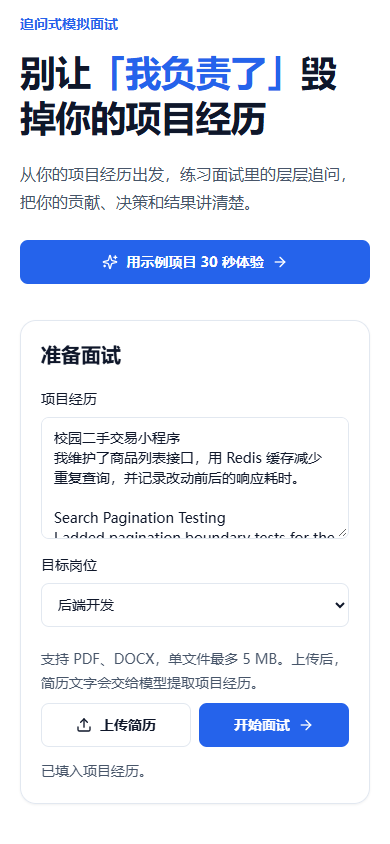 追问式模拟面试
别让「我负责了」毁
掉你的项目经历
从你的项目经历出发，练习面试里的层层追问，
把你的贡献、决策和结果讲清楚。
用示例项目 30 秒体验
准备面试
项目经历
校园二手交易小程序
我维护了商品列表接口，用 Redis 缓存减少
重复查询，并记录改动前后的响应耗时。
Search Pagination Testing
I added pagination boundary tests for the
目标岗位
后端开发
支持 PDF、DOCX，单文件最多 5 MB。上传后，
简历文字会交给模型提取项目经历。
上传简历
开始面试
已填入项目经历。